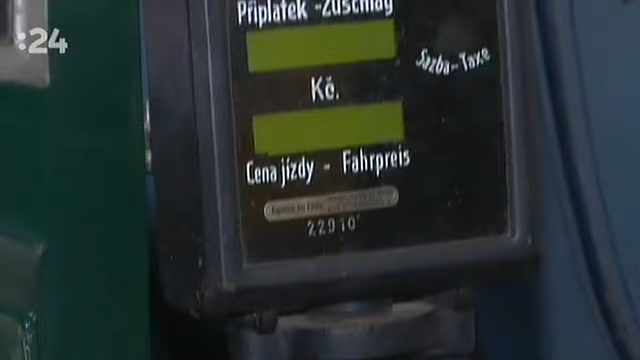 :24
Příplatek - Zuschlag
Sazba - Taxe
Kč.
Cena jízdy - Fahrpreis
22910